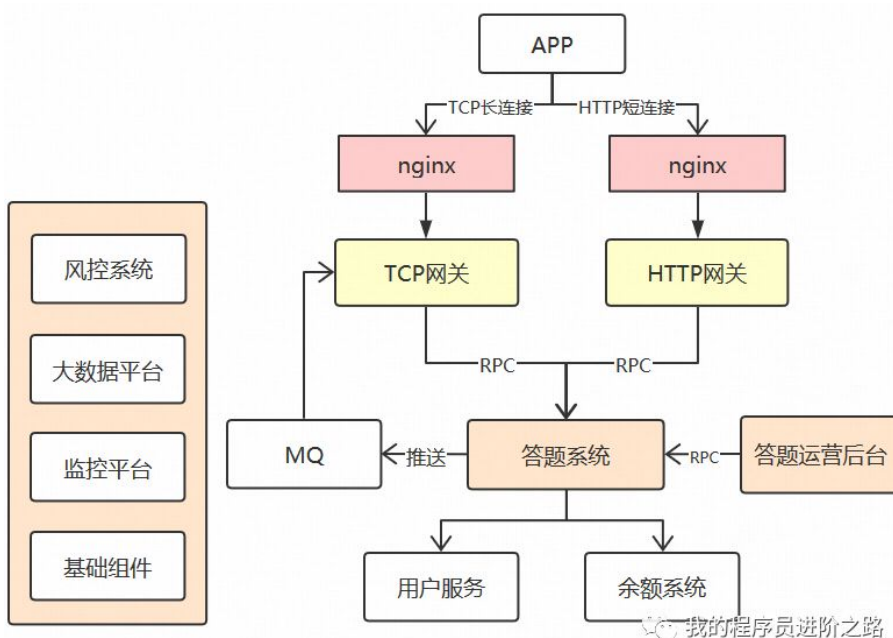 APP
TCP长连接
HTTP短连接
nginx
nginx
风控系统
大数据平台
监控平台
基础组件
TCP网关
HTTP网关
RPC
RPC
MQ
推送
答题系统
RPC
答题运营后台
用户服务
余额系统
我的程序员进阶之路